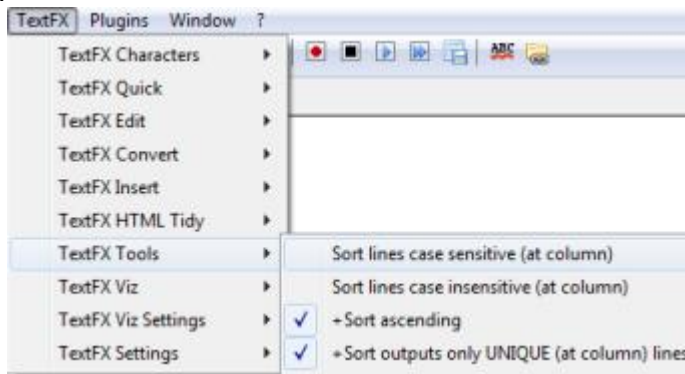 TextFX Plugins Window ?
TextFX Characters
ABC
TextFX Quick
TextFX Edit
TextFX Convert
TextFX Insert
TextFX HTML Tidy
TextFX Tools
Sort lines case sensitive (at column)
TextFX Viz
Sort lines case insensitive (at column)
TextFX Viz Settings
+Sort ascending
TextFX Settings
+Sort outputs only UNIQUE (at column) lines